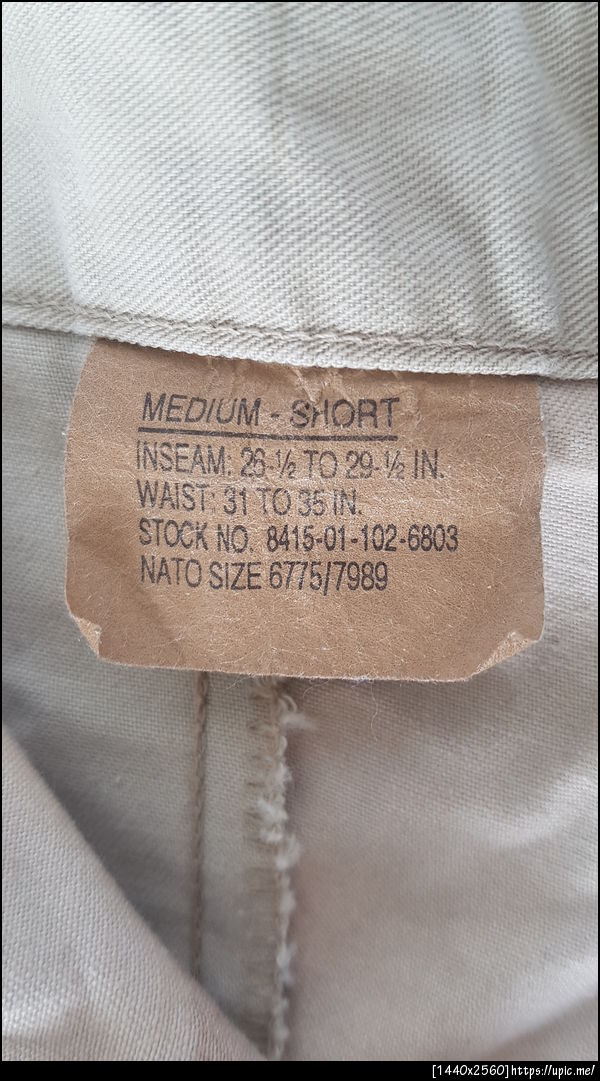 MEDIUM - SHORT
INSEAM: 26-½ TO 29-½ IN.
WAIST: 31 TO 35 IN.
STOCK NO. 8415-01-102-6803
NATO SIZE 6775/7989
[1440x2560]https://upic.me/